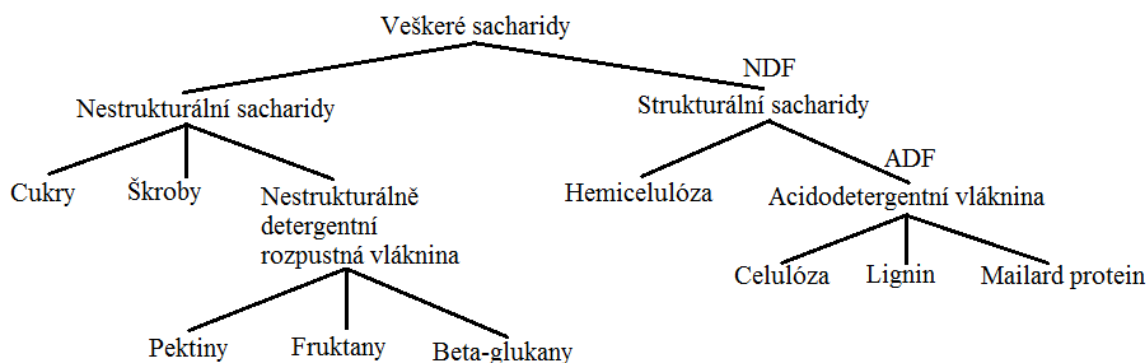 Veškeré sacharidy
NDF
Nestrukturální sacharidy
Strukturální sacharidy
ADF
Cukry
Škroby
Nestrukturálně
detergentní
rozpustná vláknina
Hemicelulóza
Acidodetergentní vláknina
Celulóza
Lignin
Mailard protein
Pektiny
Fruktany
Beta-glukany